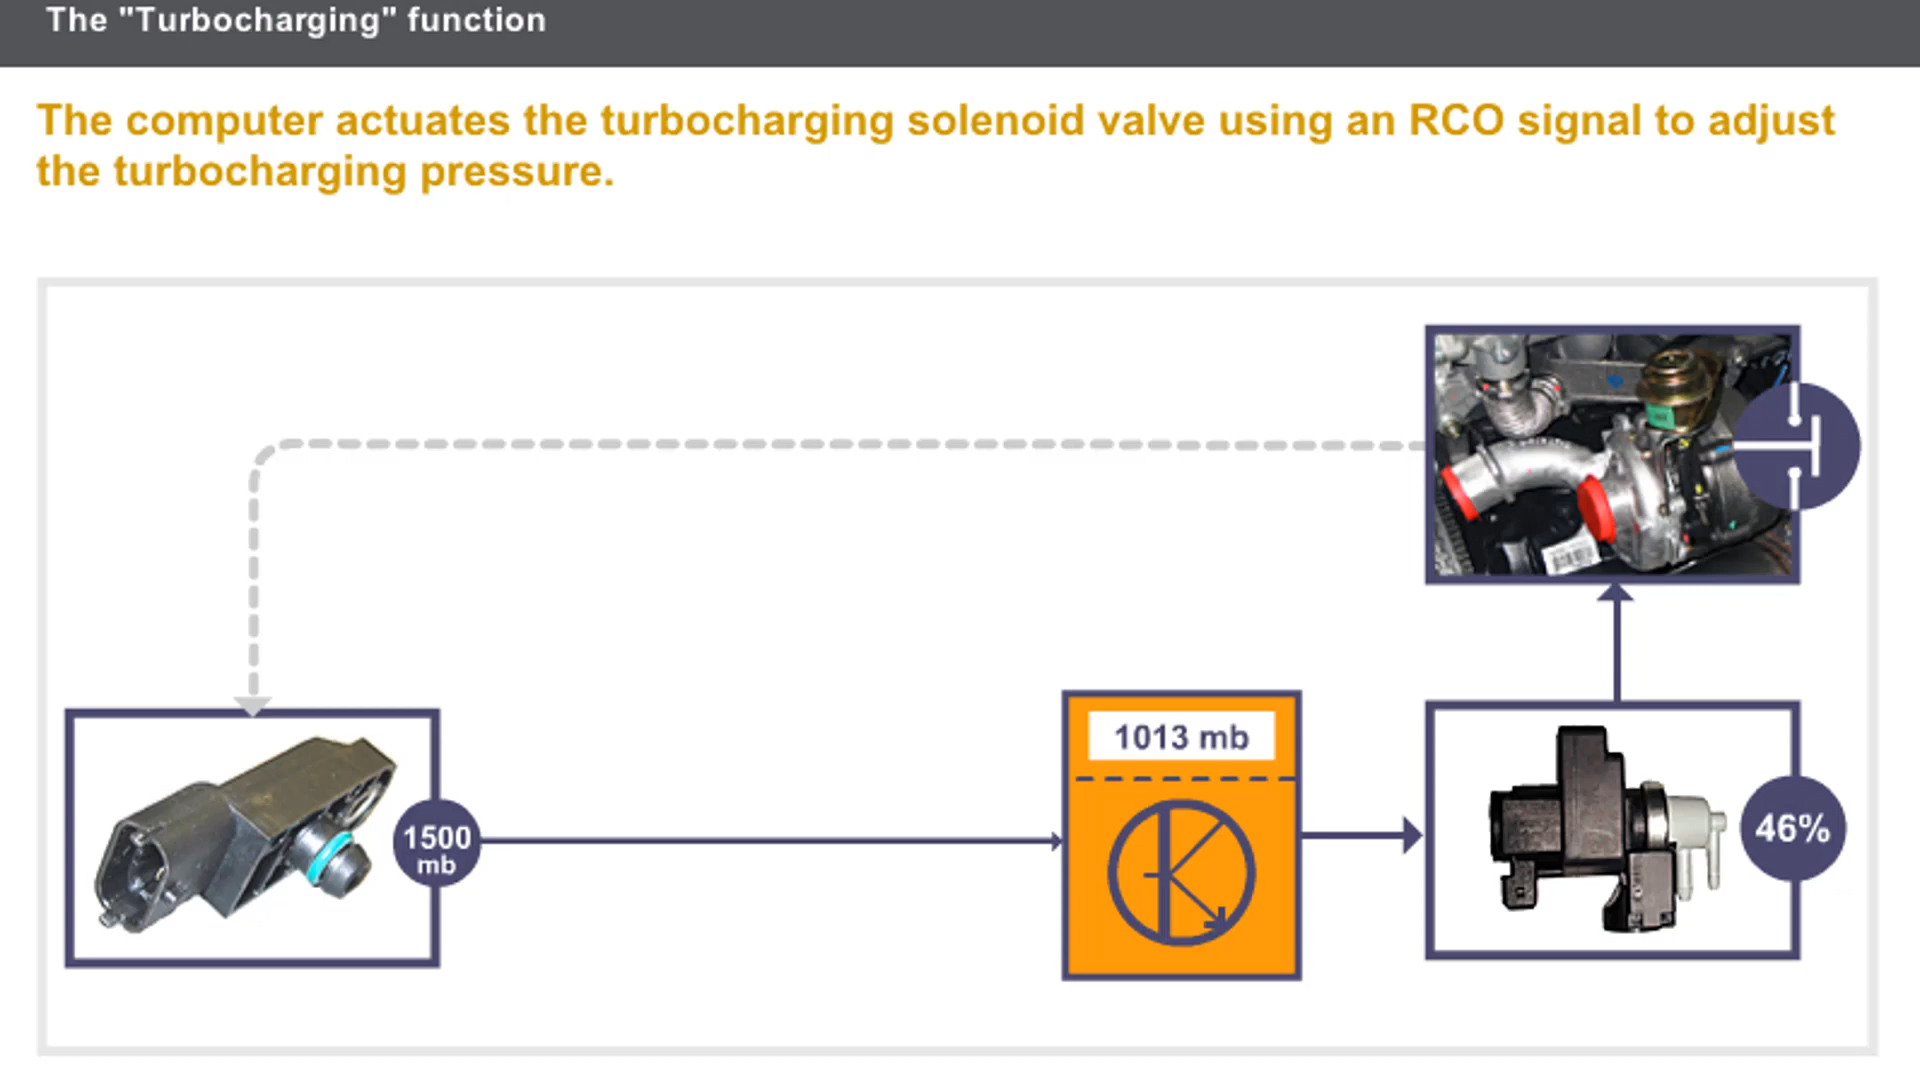 The "Turbocharging" function
The computer actuates the turbocharging solenoid valve using an RCO signal to adjust
the turbocharging pressure.
1013 mb
1500
mb
46%